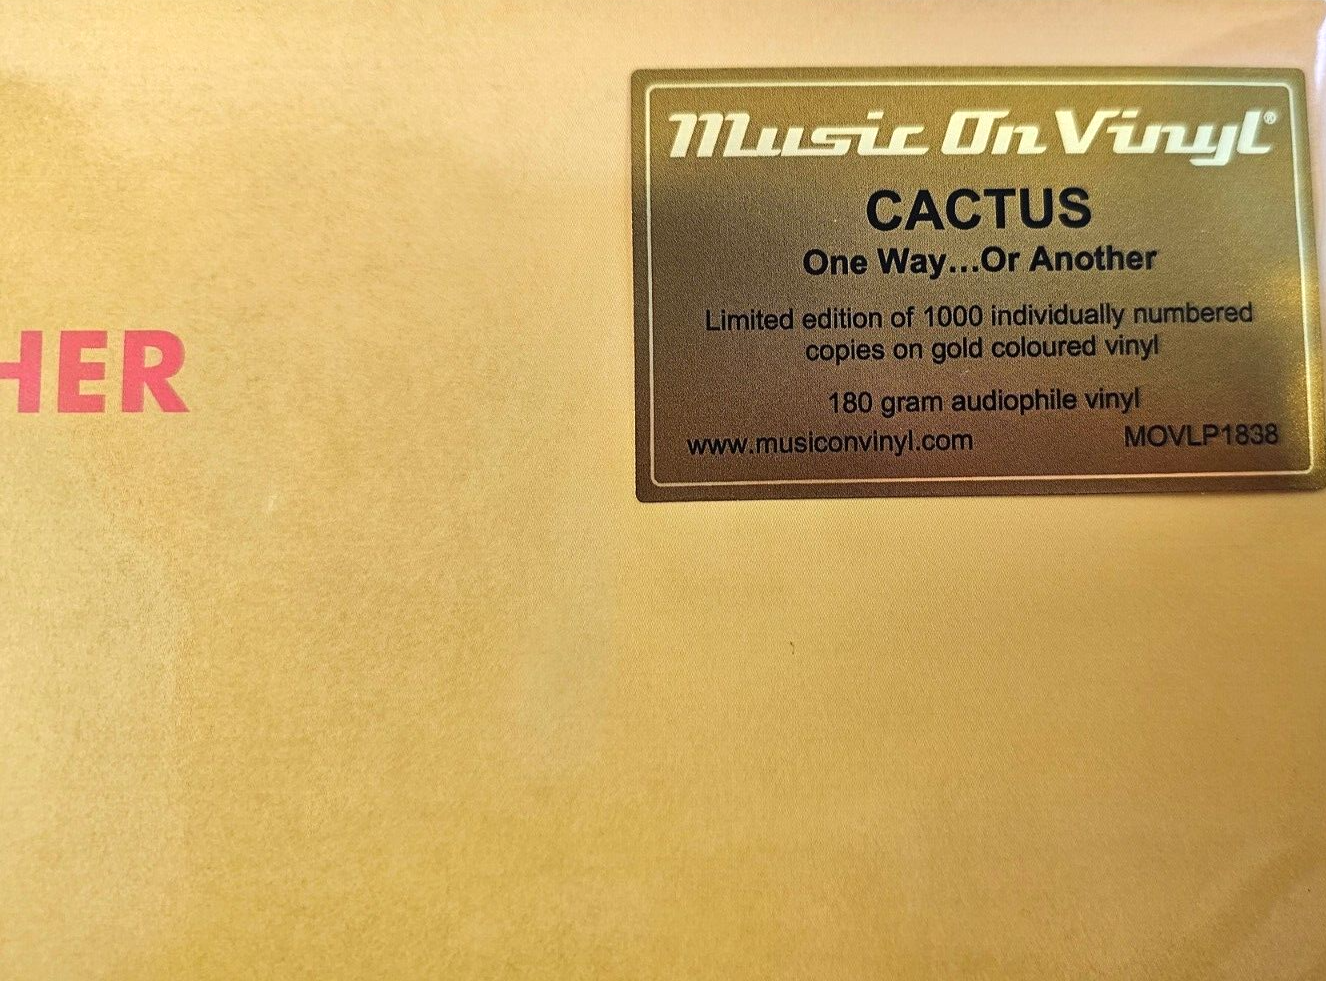 Music On Vinyl®
CACTUS
One Way...Or Another
Limited edition of 1000 individually numbered
copies on gold coloured vinyl
180 gram audiophile vinyl
www.musiconvinyl.com MOVLP1838
HER